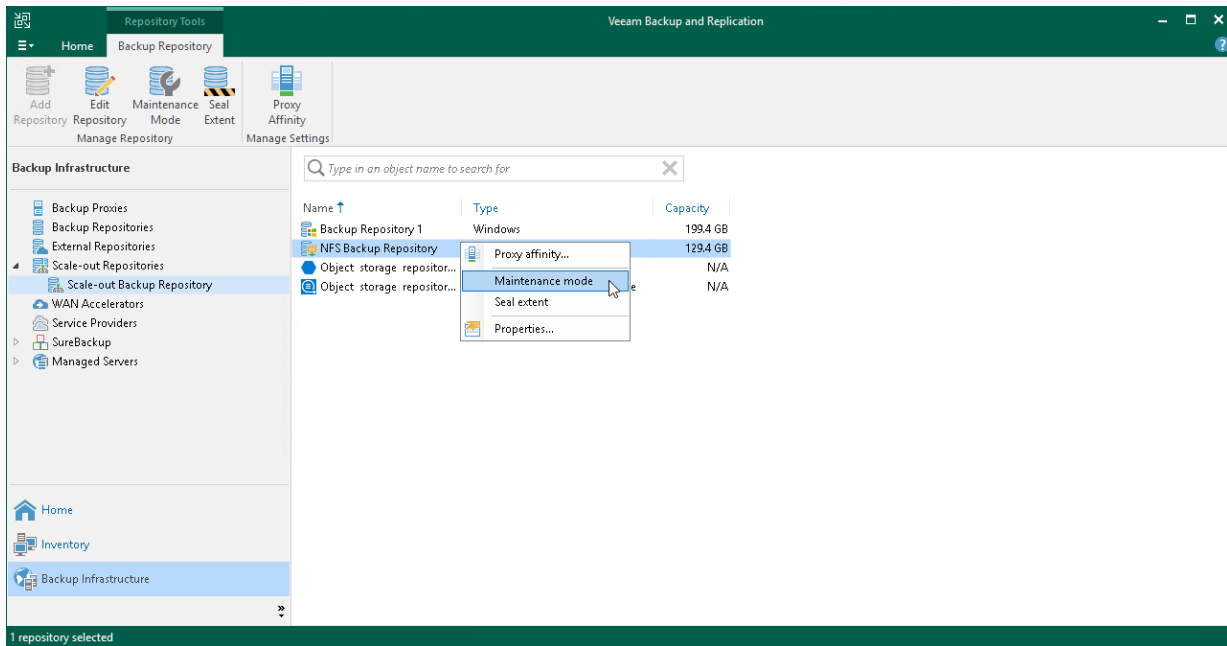 Repository Tools
Veeam Backup and Replication
Home Backup Repository
Add Repository
Edit Repository
Maintenance Mode
Seal Extent
Proxy Affinity
Manage Repository
Manage Settings
Backup Infrastructure
Backup Proxies
Backup Repositories
External Repositories
Scale-out Repositories
Scale-out Backup Repository
WAN Accelerators
Service Providers
SureBackup
Managed Servers
Home
Inventory
Backup Infrastructure
Type in an object name to search for
Name Type Capacity
Backup Repository 1 Windows 199.4 GB
NFS Backup Repository 129.4 GB
Object storage repositor... N/A
Object storage repositor... e N/A
Proxy affinity...
Maintenance mode
Seal extent
Properties...
1 repository selected